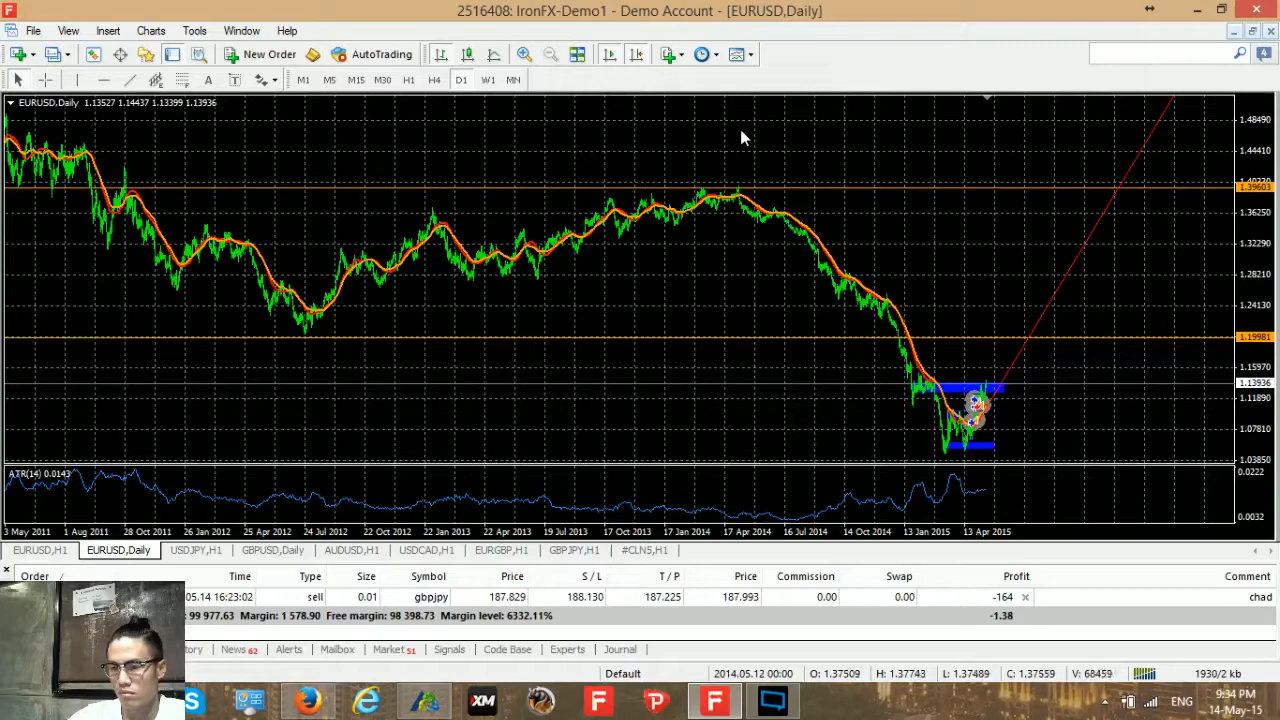 2516408: IronFX-Demo1 - Demo Account - [EURUSD,Daily]
File View Insert Charts Tools Window Help
New Order AutoTrading
4
A T M1 M5 M15 M30 H1 H4 D1 W1 MN
EURUSD,Daily 1.13527 1.14437 1.13399 1.13936
1.48490
1.44410
1.39603
1.36250
1.32290
1.28210
1.24130
1.19981
1.15970
1.13936
1.11890
1.07810
1.03850
ATR(14) 0.0143
0.0222
0.0032
3 May 2011 1 Aug 2011 28 Oct 2011 26 Jan 2012 25 Apr 2012 24 Jul 2012 22 Oct 2012 22 Jan 2013 22 Apr 2013 19 Jul 2013 17 Oct 2013 17 Jan 2014 17 Apr 2014 16 Jul 2014 14 Oct 2014 13 Jan 2015 13 Apr 2015
EURUSD,H1 EURUSD,Daily USDJPY,H1 GBPUSD,Daily AUDUSD,H1 USDCAD,H1 EURGBP,H1 GBPJPY,H1 #CLN5,H1
Order / Time Type Size Symbol Price S / L T / P Price Commission Swap Profit Comment
05.14 16:23:02 sell 0.01 gbpjpy 187.829 188.130 187.225 187.993 0.00 0.00 -164 chad
99 977.63 Margin: 1 578.90 Free margin: 98 398.73 Margin level: 6332.11% -1.38
News 62 Alerts Mailbox Market 51 Signals Code Base Experts Journal
Default 2014.05.12 00:00 O: 1.37509 H: 1.37743 L: 1.37489 C: 1.37559 V: 68459 1930/2 kb
XM
ENG
9:34 PM
14-May-15